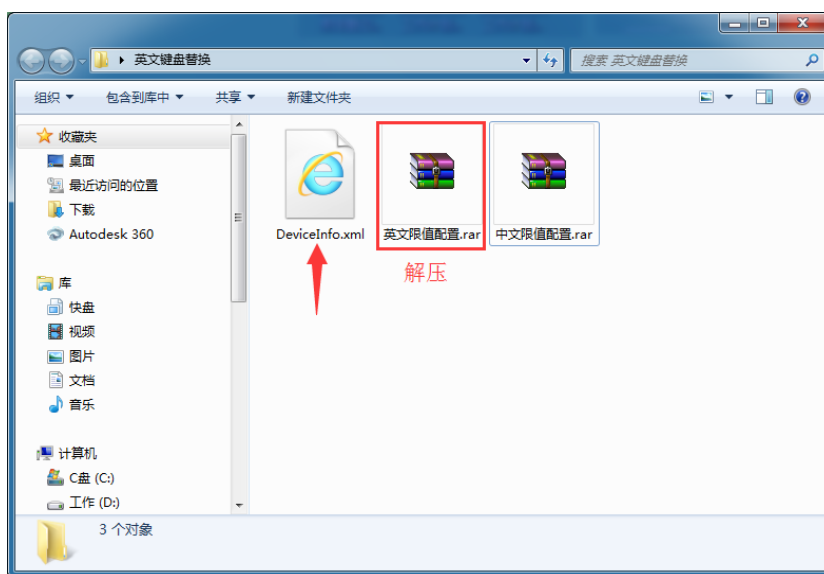 英文键盘替换
搜索 英文键盘替换
组织 包含到库中 共享 新建文件夹
收藏夹
桌面
最近访问的位置
下载
Autodesk 360
库
快盘
视频
图片
文档
音乐
计算机
C盘 (C:)
工作 (D:)
DeviceInfo.xml 英文限值配置.rar 中文限值配置.rar
解压
3 个对象